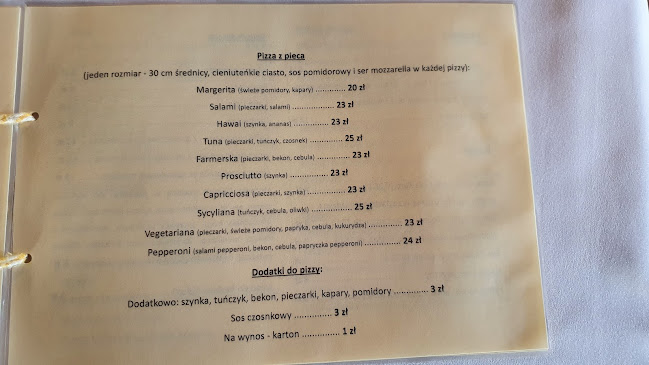 Pizza z pieca
(jeden rozmiar - 30 cm średnicy, cieniuteńkie ciasto, sos pomidorowy i ser mozzarella w każdej pizzy):
Margerita (świeże pomidory, kapary) ............. 20 zł
Salami (pieczarki, salami) .................. 23 zł
Hawai (szynka, ananas) ............... 23 zł
Tuna (pieczarki, tuńczyk, czosnek) ............. 25 zł
Farmerska (pieczarki, bekon, cebula) .............. 23 zł
Prosciutto (szynka) ................ 23 zł
Capricciosa (pieczarki, szynka) ................ 23 zł
Sycyliana (tuńczyk, cebula, oliwki) ................ 25 zł
Vegetariana (pieczarki, świeże pomidory, papryka, cebula, kukurydza) .............. 23 zł
Pepperoni (salami pepperoni, bekon, cebula, papryczka pepperoni) ............... 24 zł
Dodatki do pizzy:
Dodatkowo: szynka, tuńczyk, bekon, pieczarki, kapary, pomidory ............. 3 zł
Sos czosnkowy ............... 3 zł
Na wynos - karton ............... 1 zł